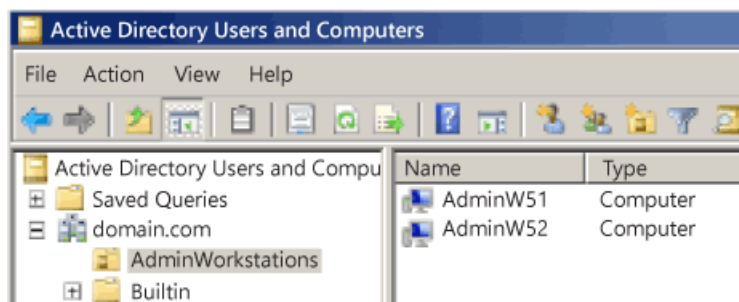 Active Directory Users and Computers
File Action View Help
Active Directory Users and Compu
Name Type
Saved Queries
AdminW51 Computer
domain.com
AdminW52 Computer
AdminWorkstations
Builtin